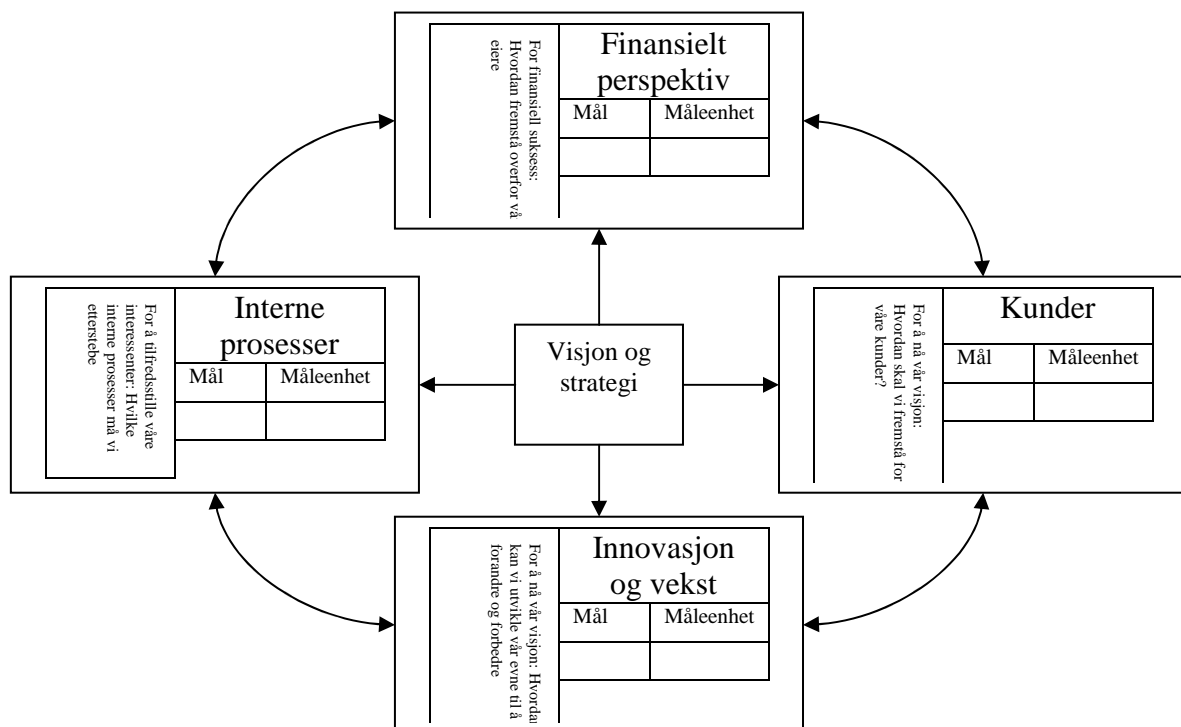 For finansiell suksess:
Hvordan fremstå overfor vå
eiere
Finansielt
perspektiv
Mål
Måleenhet
For å tilfredsstille våre
interessenter: Hvilke
interne prosesser må vi
etterstebe
Interne
prosesser
Mål
Måleenhet
Visjon og
strategi
For å nå vår visjon:
Hvordan skal vi fremstå for
våre kunder?
Kunder
Mål
Måleenhet
For å nå vår visjon: Hvordan
kan vi utvikle vår evne til å
forandre og forbedre
Innovasjon
og vekst
Mål
Måleenhet